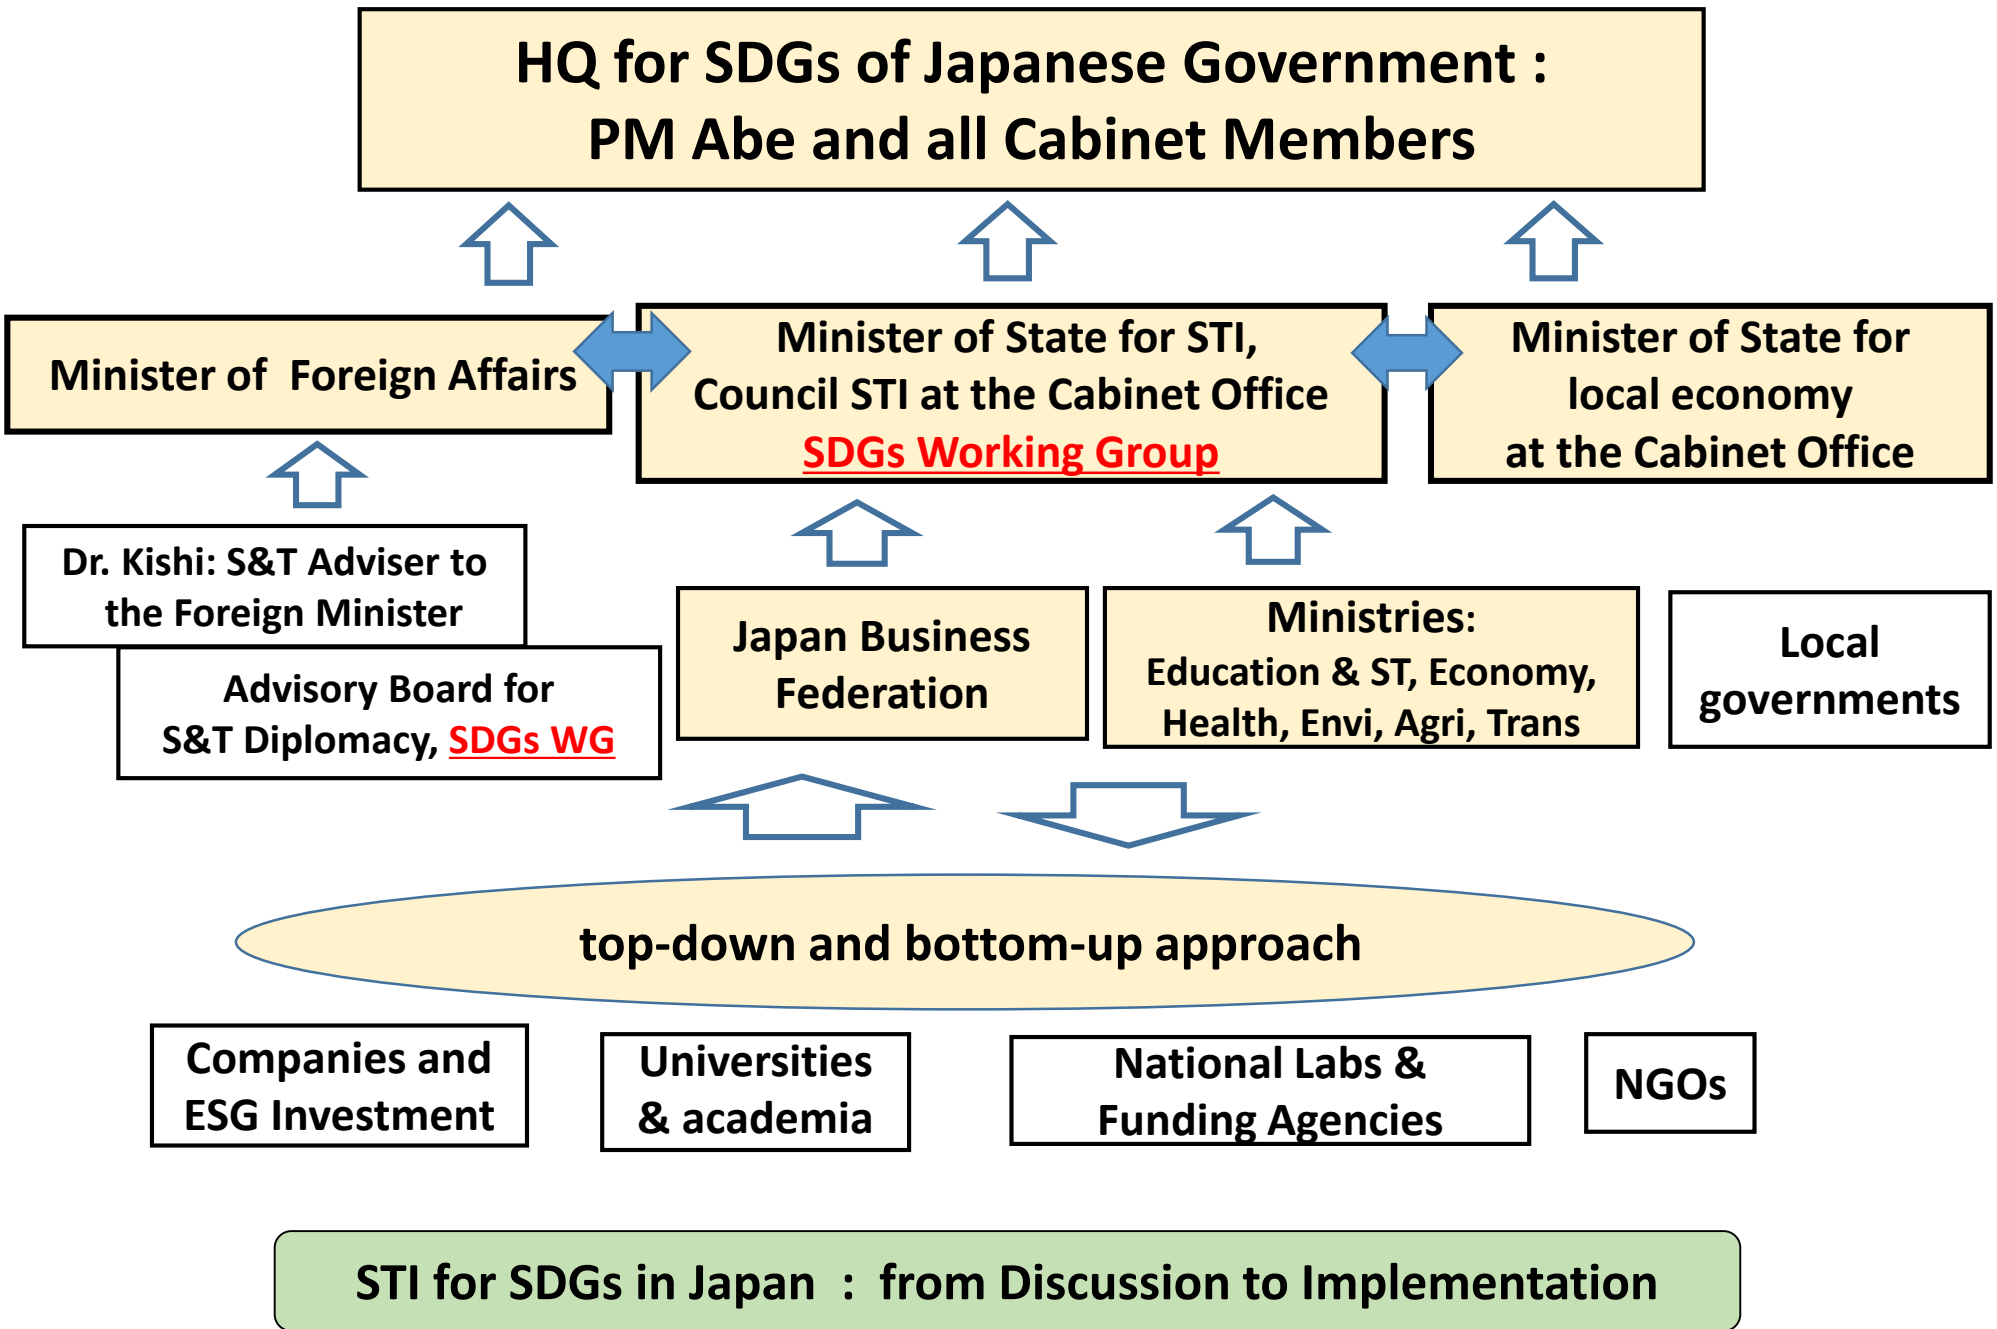 HQ for SDGs of Japanese Government :
PM Abe and all Cabinet Members
Minister of Foreign Affairs
Minister of State for STI,
Council STI at the Cabinet Office
SDGs Working Group
Minister of State for
local economy
at the Cabinet Office
Dr. Kishi: S&T Adviser to
the Foreign Minister
Advisory Board for
S&T Diplomacy, SDGs WG
Japan Business
Federation
Ministries:
Education & ST, Economy,
Health, Envi, Agri, Trans
Local
governments
top-down and bottom-up approach
Companies and
ESG Investment
Universities
& academia
National Labs &
Funding Agencies
NGOs
STI for SDGs in Japan : from Discussion to Implementation